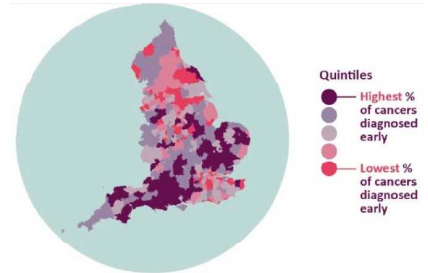 Quintiles
Highest %
of cancers
diagnosed
early
Lowest %
of cancers
diagnosed
early